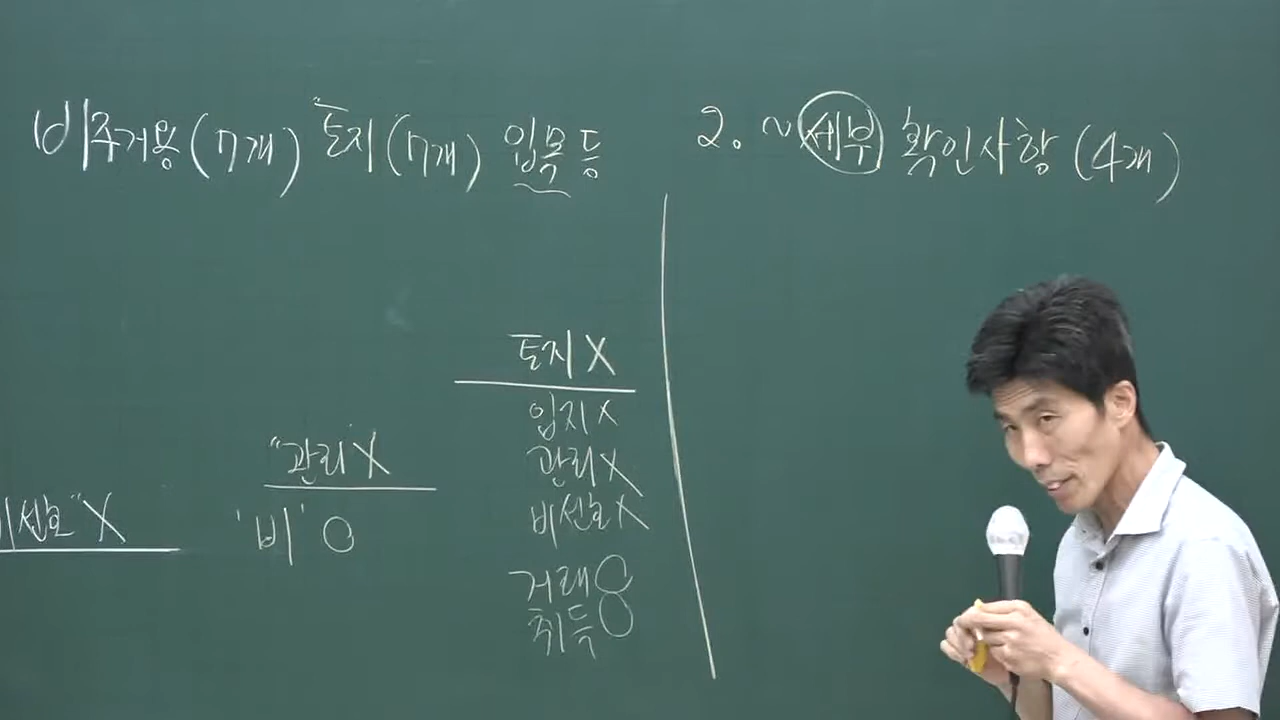 비주거용(7개) "토지(7개) 입목 등
2. ~세부 확인사항 (4개)
토지 X
입지 X
관리 X
비선호 X
거래 O
취득 O
"관리" X
'비' O
비선호" X